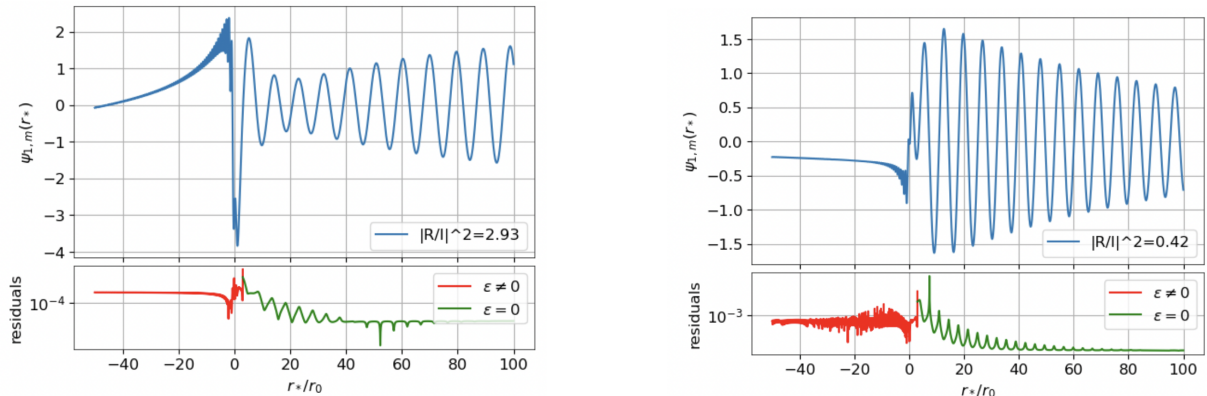 2
1
0
−1
−2
−3
−4
ψ1,m(r*)
|R/I|^2=2.93
10−4
residuals
ε ≠ 0
ε = 0
−40
−20
0
20
40
60
80
100
r*/r0
1.5
1.0
0.5
0.0
−0.5
−1.0
−1.5
ψ1,m(r*)
|R/I|^2=0.42
10−3
residuals
ε ≠ 0
ε = 0
−40
−20
0
20
40
60
80
100
r*/r0